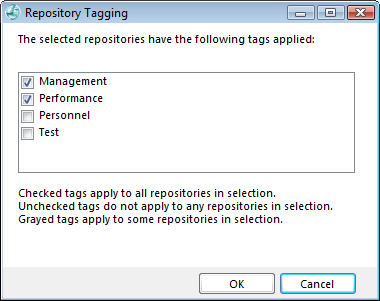 Repository Tagging
The selected repositories have the following tags applied:
Management
Performance
Personnel
Test
Checked tags apply to all repositories in selection.
Unchecked tags do not apply to any repositories in selection.
Grayed tags apply to some repositories in selection.
OK
Cancel